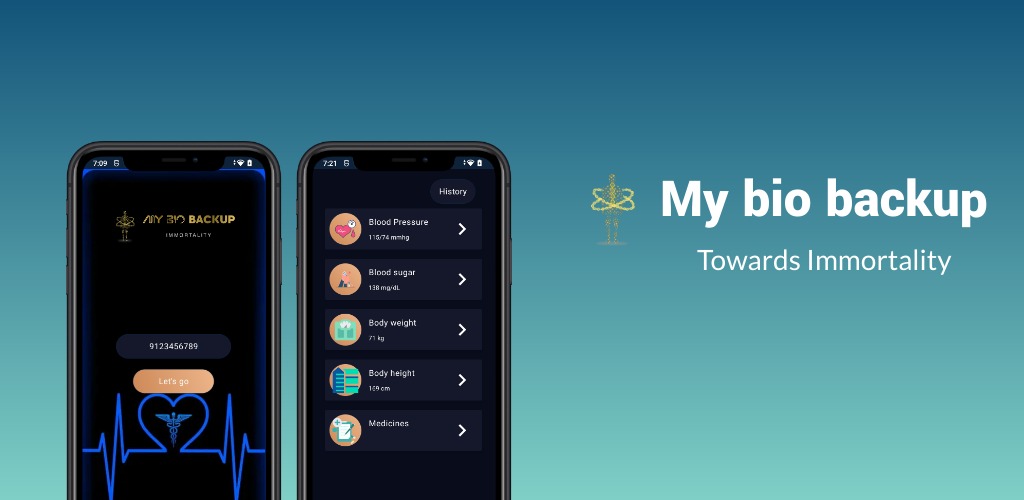 7:09
MY BIO BACKUP
IMMORTALITY
9123456789
Let's go
7:21
History
Blood Pressure
115/74 mmhg
Blood sugar
138 mg/dL
Body weight
71 kg
Body height
169 cm
Medicines
My bio backup
Towards Immortality